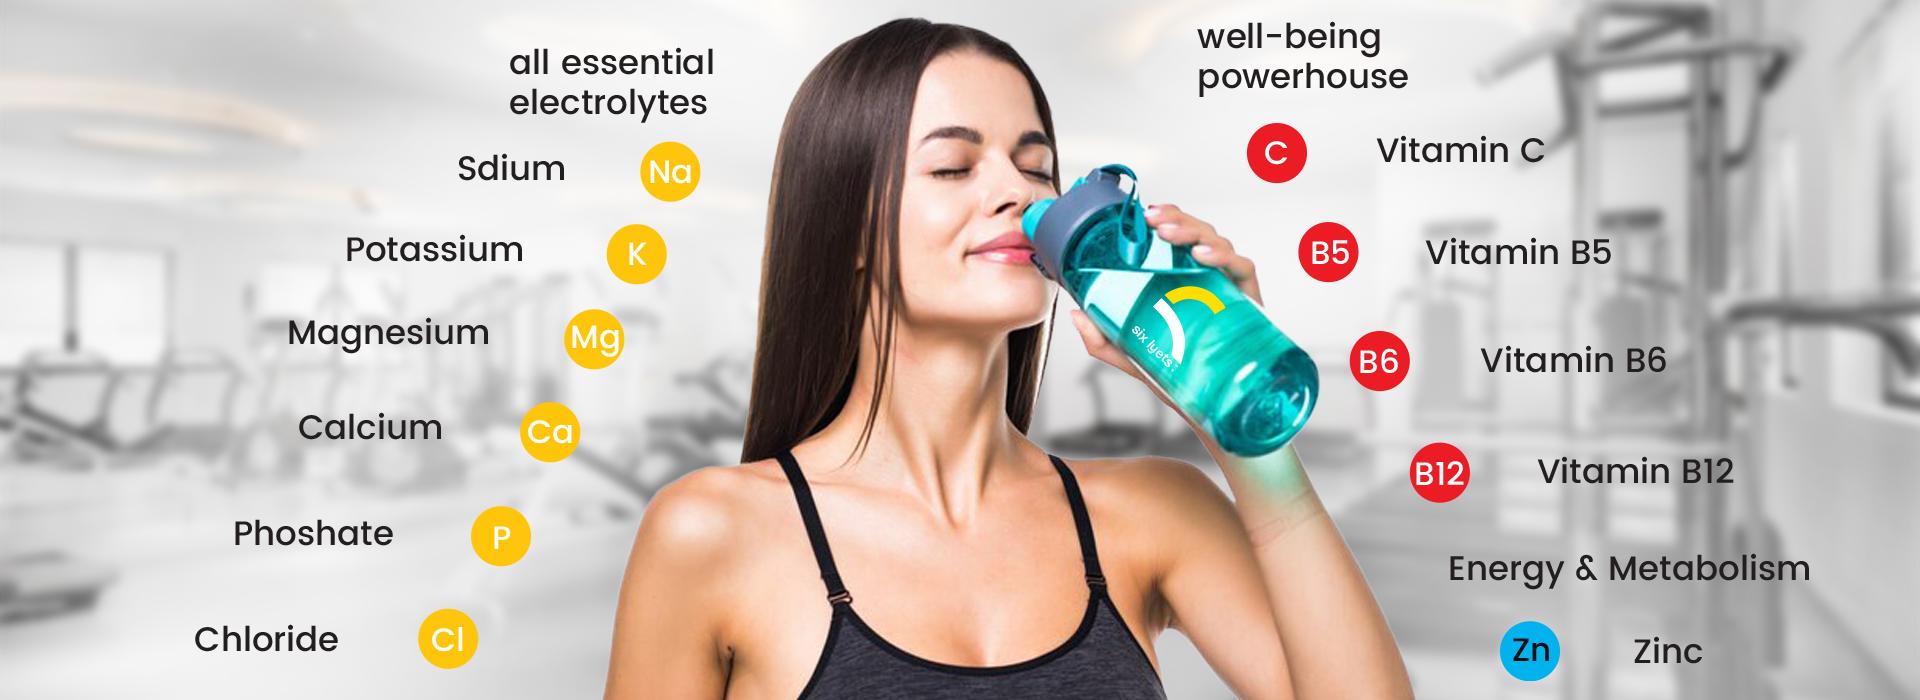 all essential
electrolytes
Sdium Na
Potassium K
Magnesium Mg
Calcium Ca
Phoshate P
Chloride Cl
six lyets:
well-being
powerhouse
C Vitamin C
B5 Vitamin B5
B6 Vitamin B6
B12 Vitamin B12
Energy & Metabolism
Zn Zinc